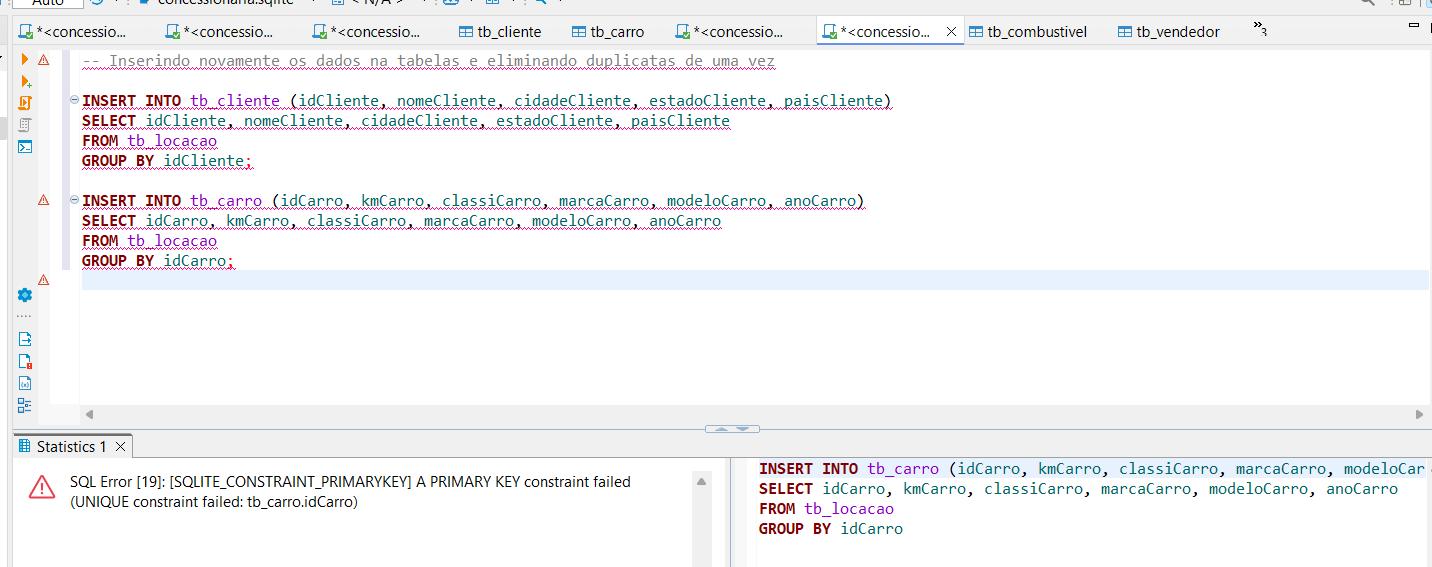 Auto concessionaria.sqlite < N/A >
*<concessio... *<concessio... *<concessio... tb_cliente tb_carro *<concessio... *<concessio... tb_combustivel tb_vendedor »3
-- Inserindo novamente os dados na tabelas e eliminando duplicatas de uma vez
INSERT INTO tb_cliente (idCliente, nomeCliente, cidadeCliente, estadoCliente, paisCliente)
SELECT idCliente, nomeCliente, cidadeCliente, estadoCliente, paisCliente
FROM tb_locacao
GROUP BY idCliente;
INSERT INTO tb_carro (idCarro, kmCarro, classiCarro, marcaCarro, modeloCarro, anoCarro)
SELECT idCarro, kmCarro, classiCarro, marcaCarro, modeloCarro, anoCarro
FROM tb_locacao
GROUP BY idCarro;
Statistics 1
SQL Error [19]: [SQLITE_CONSTRAINT_PRIMARYKEY] A PRIMARY KEY constraint failed
(UNIQUE constraint failed: tb_carro.idCarro)
INSERT INTO tb_carro (idCarro, kmCarro, classiCarro, marcaCarro, modeloCar
SELECT idCarro, kmCarro, classiCarro, marcaCarro, modeloCarro, anoCarro
FROM tb_locacao
GROUP BY idCarro